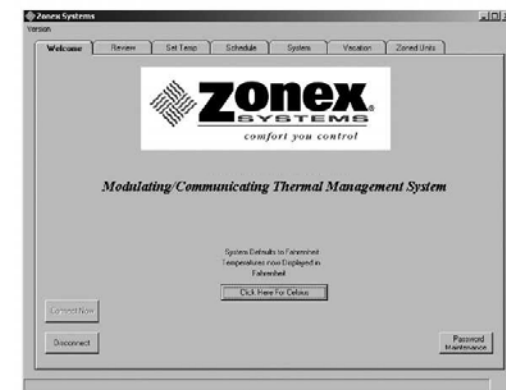 Zonex Systems
Version
Welcome Review Set Temp Schedule System Vacation Zoned Units
zonex®
SYSTEMS
comfort you control
Modulating/Communicating Thermal Management System
System Defaults to Fahrenheit
Temperatures now Displayed in
Fahrenheit
Click Here For Celsius
Connect Now
Disconnect
Password
Maintenance